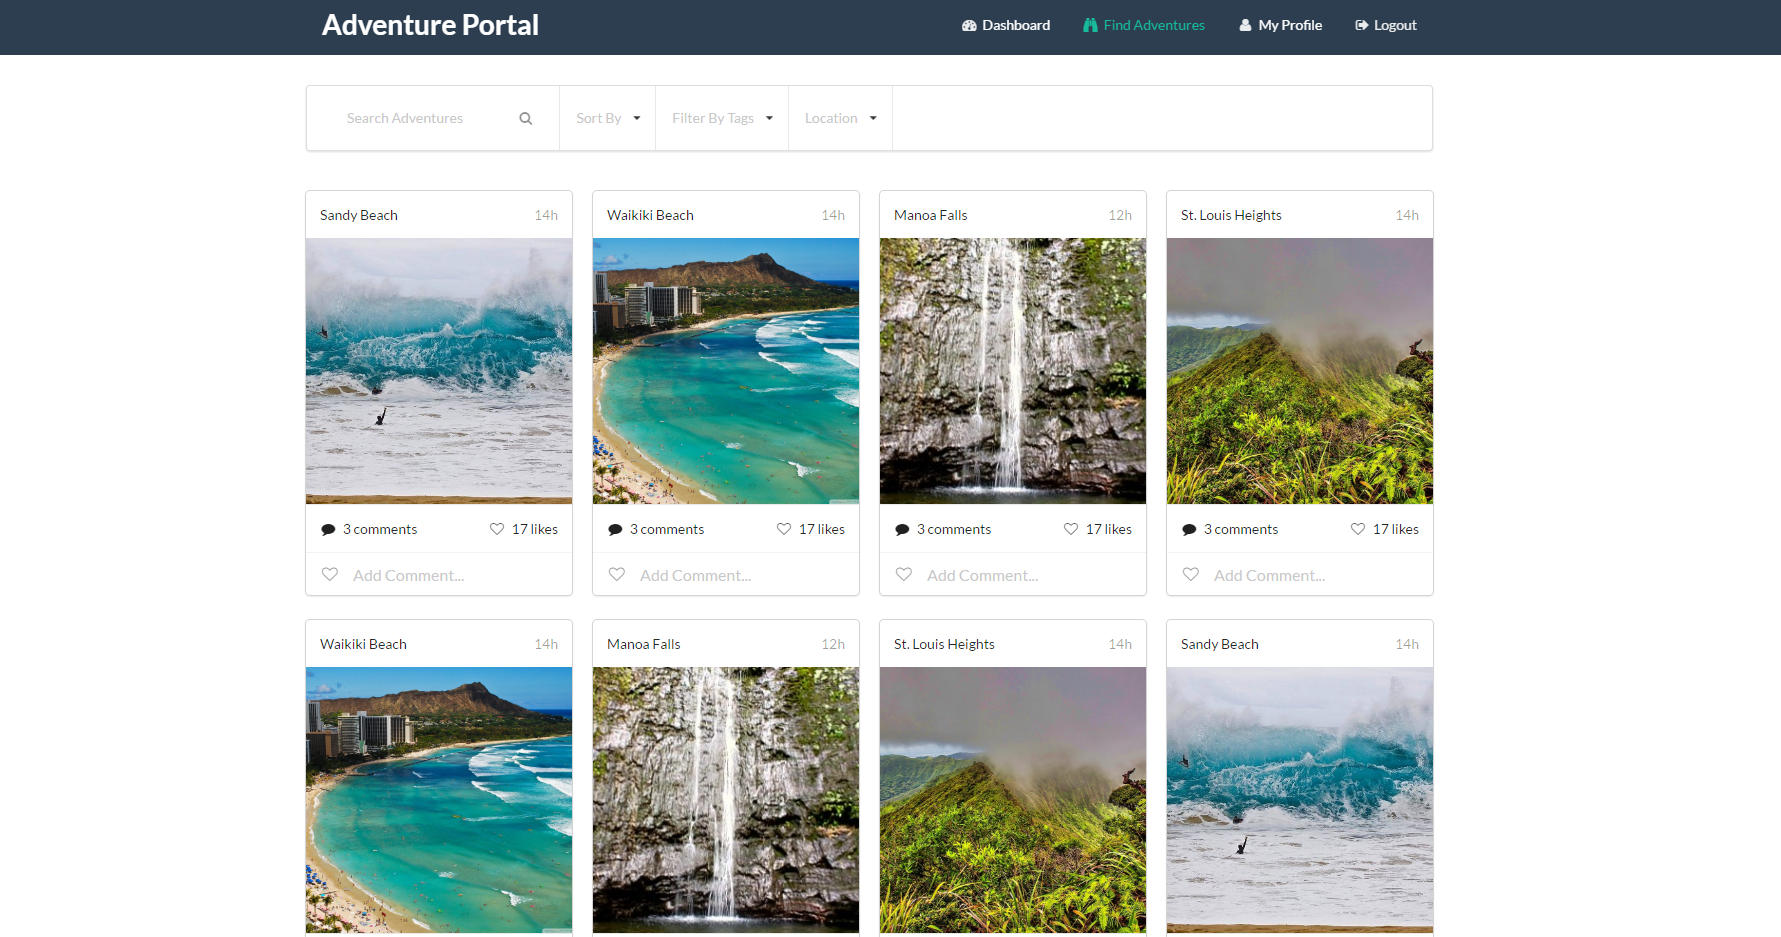 Adventure Portal Dashboard Find Adventures My Profile Logout
Search Adventures Sort By Filter By Tags Location
Sandy Beach 14h Waikiki Beach 14h Manoa Falls 12h St. Louis Heights 14h
3 comments 17 likes 3 comments 17 likes 3 comments 17 likes 3 comments 17 likes
Add Comment... Add Comment... Add Comment... Add Comment...
Waikiki Beach 14h Manoa Falls 12h St. Louis Heights 14h Sandy Beach 14h